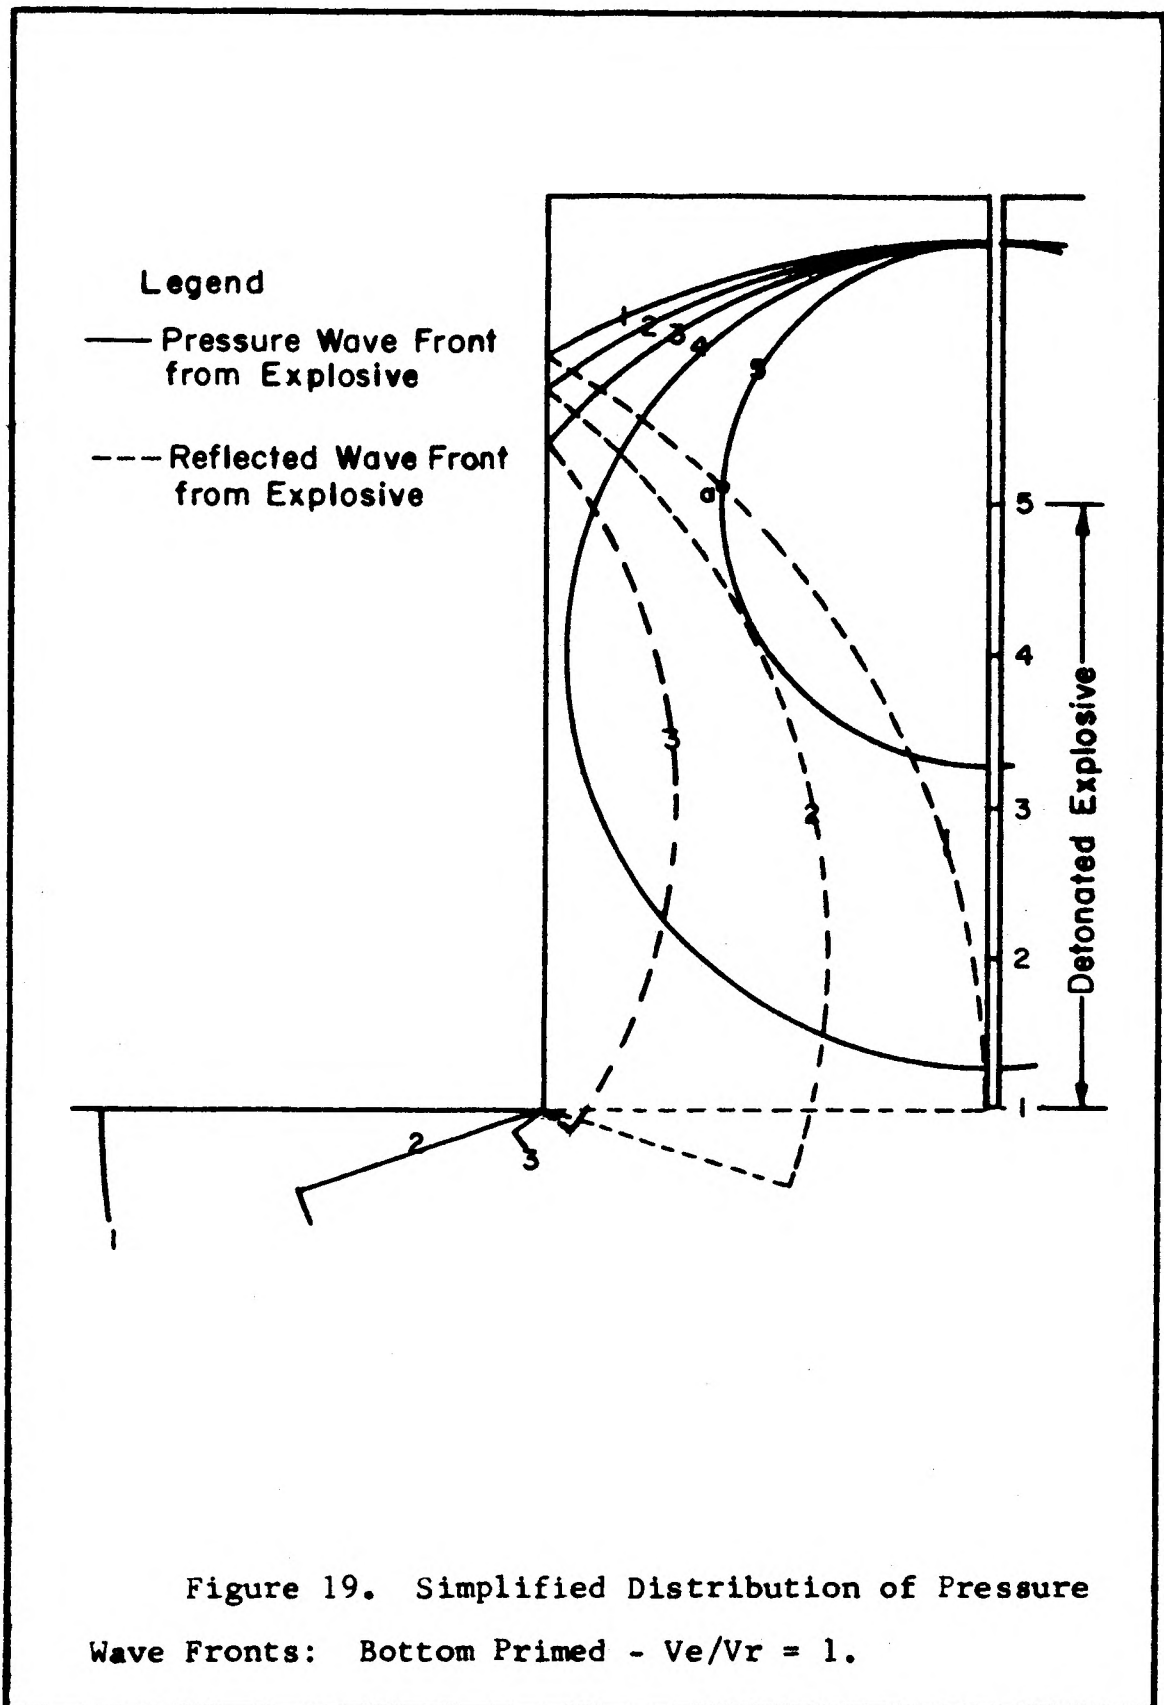 Legend
Pressure Wave Front
from Explosive
Reflected Wave Front
from Explosive
1
2
3
4
5
a
5
4
3
2
1
Detonated Explosive
3
2
1
2
3
1
Figure 19. Simplified Distribution of Pressure
Wave Fronts: Bottom Primed - Ve/Vr = 1.